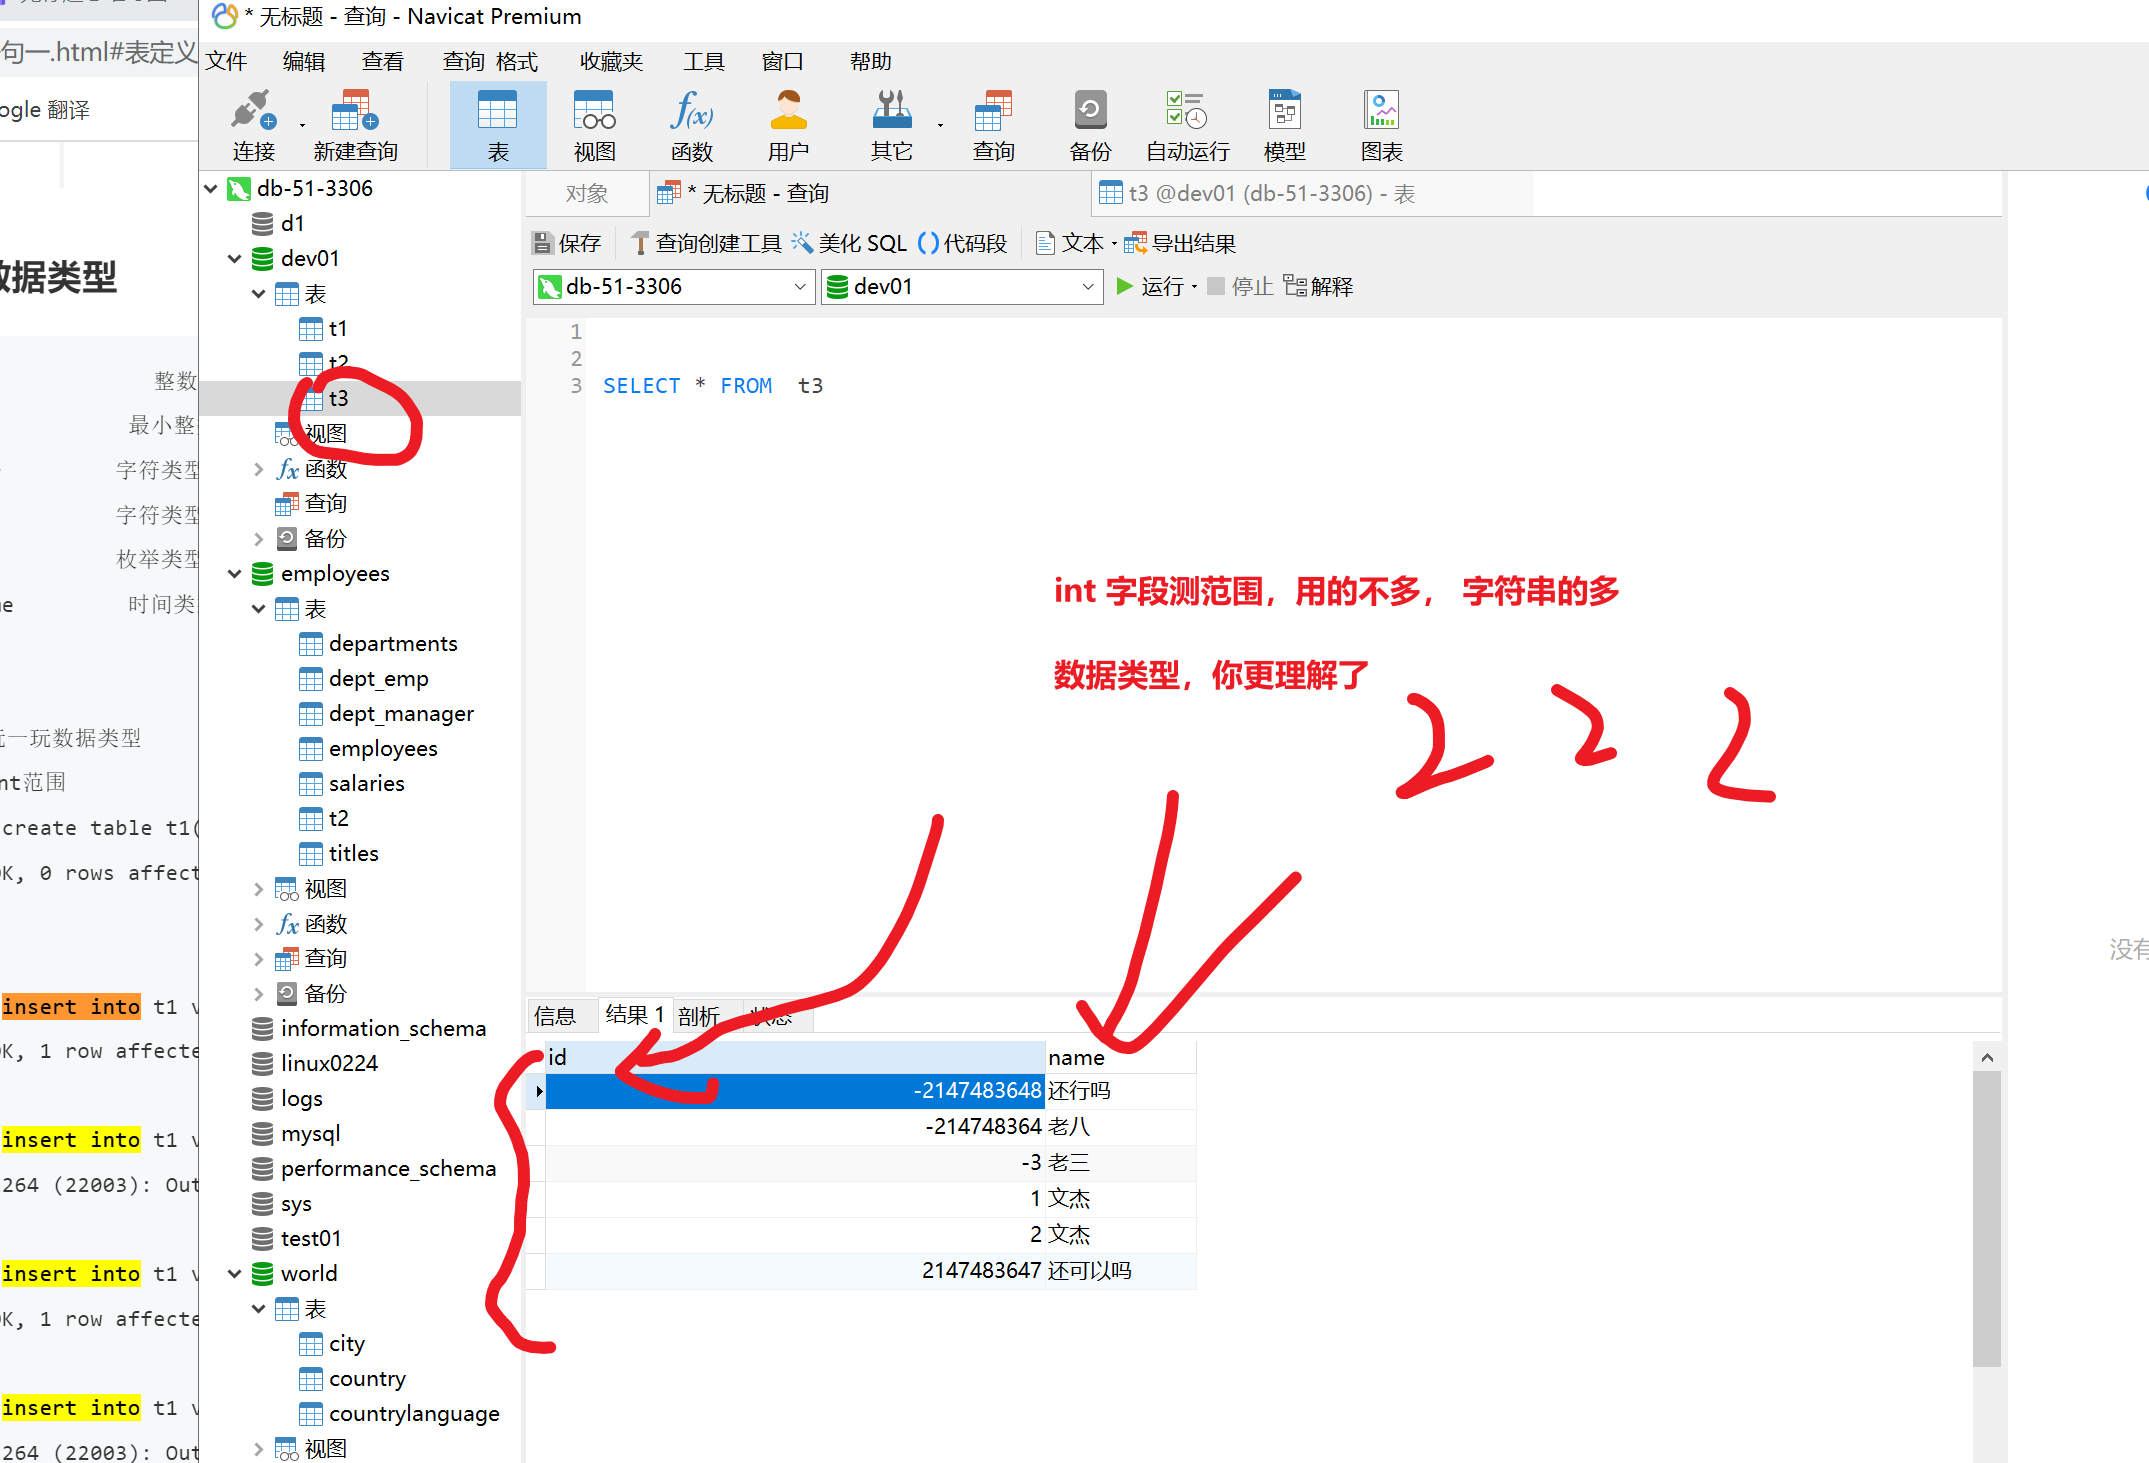 * 无标题 - 查询 - Navicat Premium
文件 编辑 查看 查询 格式 收藏夹 工具 窗口 帮助
连接 新建查询 表 视图 函数 用户 其它 查询 备份 自动运行 模型 图表
句一.html#表定义
ogle 翻译
数据类型
整数
最小整
字符类型
字符类型
枚举类型
时间类
玩一玩数据类型
nt范围
create table t1(
OK, 0 rows affect
insert into t1 v
OK, 1 row affecte
insert into t1 v
264 (22003): Out
insert into t1 v
OK, 1 row affecte
insert into t1 v
264 (22003): Out
db-51-3306
d1
dev01
表
t1
t2
t3
视图
函数
查询
备份
employees
表
departments
dept_emp
dept_manager
employees
salaries
t2
titles
视图
函数
查询
备份
information_schema
linux0224
logs
mysql
performance_schema
sys
test01
world
表
city
country
countrylanguage
视图
对象 * 无标题 - 查询 t3 @dev01 (db-51-3306) - 表
保存 查询创建工具 美化 SQL 代码段 文本 导出结果
db-51-3306 dev01 运行 停止 解释
1
2
3 SELECT * FROM t3
int 字段测范围，用的不多， 字符串的多
数据类型，你更理解了
2 2 2
信息 结果 1 剖析 状态
id name
-2147483648 还行吗
-214748364 老八
-3 老三
1 文杰
2 文杰
2147483647 还可以吗
没有